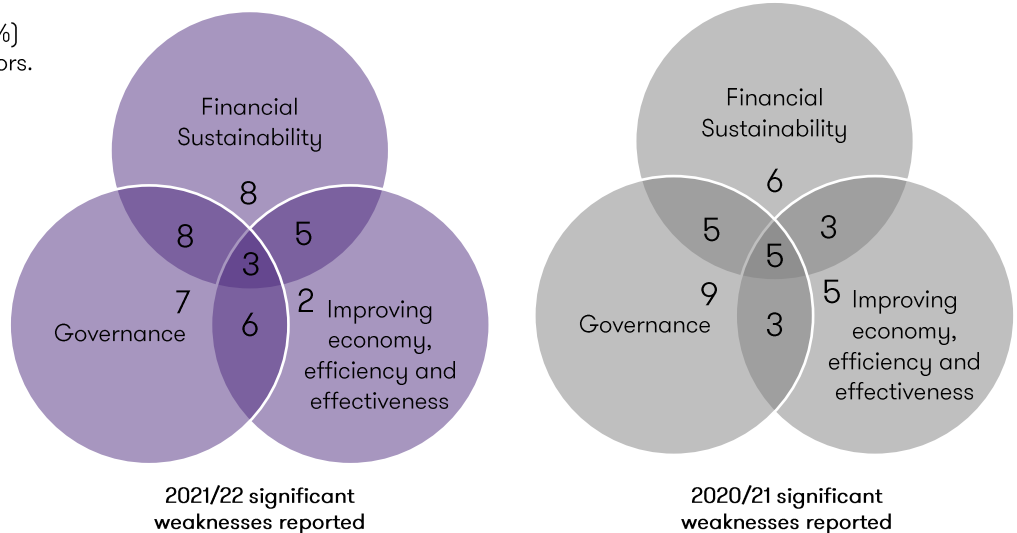 %)
ors.
Financial
Sustainability
8
8
5
3
7
2
6
Governance
Improving
economy,
efficiency and
effectiveness
2021/22 significant
weaknesses reported
Financial
Sustainability
6
5
3
5
9
5
3
Governance
Improving
economy,
efficiency and
effectiveness
2020/21 significant
weaknesses reported